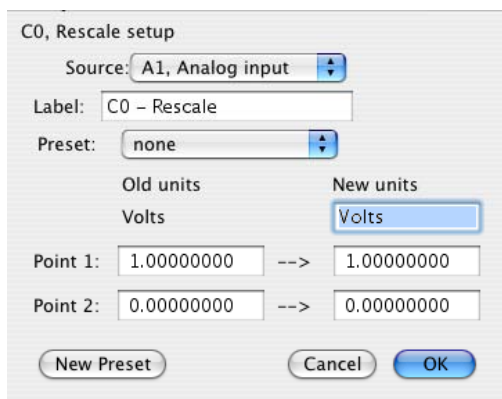 C0, Rescale setup
Source: A1, Analog input
Label: C0 – Rescale
Preset: none
Old units New units
Volts Volts
Point 1: 1.00000000 --> 1.00000000
Point 2: 0.00000000 --> 0.00000000
New Preset Cancel OK